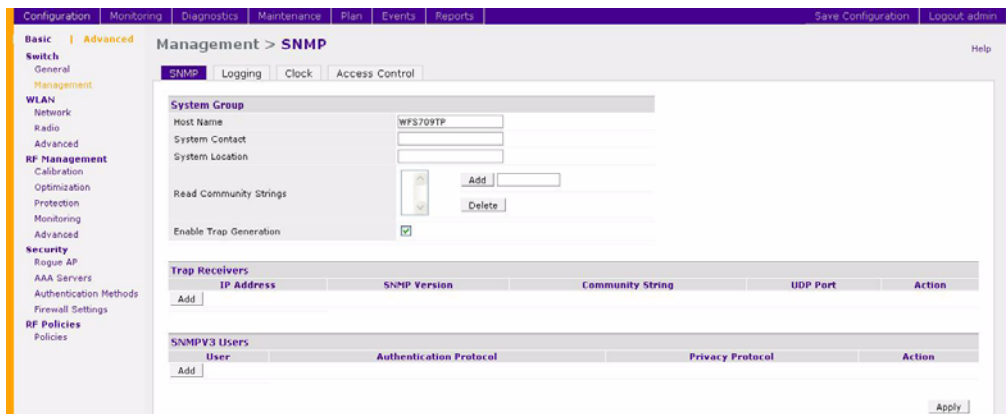 Configuration Monitoring Diagnostics Maintenance Plan Events Reports Save Configuration Logout admin
Basic | Advanced
Switch
General
Management
WLAN
Network
Radio
Advanced
RF Management
Calibration
Optimization
Protection
Monitoring
Advanced
Security
Rogue AP
AAA Servers
Authentication Methods
Firewall Settings
RF Policies
Policies
Management > SNMP
Help
SNMP Logging Clock Access Control
System Group
Host Name WFS709TP
System Contact
System Location
Read Community Strings Add
Delete
Enable Trap Generation
Trap Receivers
IP Address SNMP Version Community String UDP Port Action
Add
SNMPV3 Users
User Authentication Protocol Privacy Protocol Action
Add
Apply